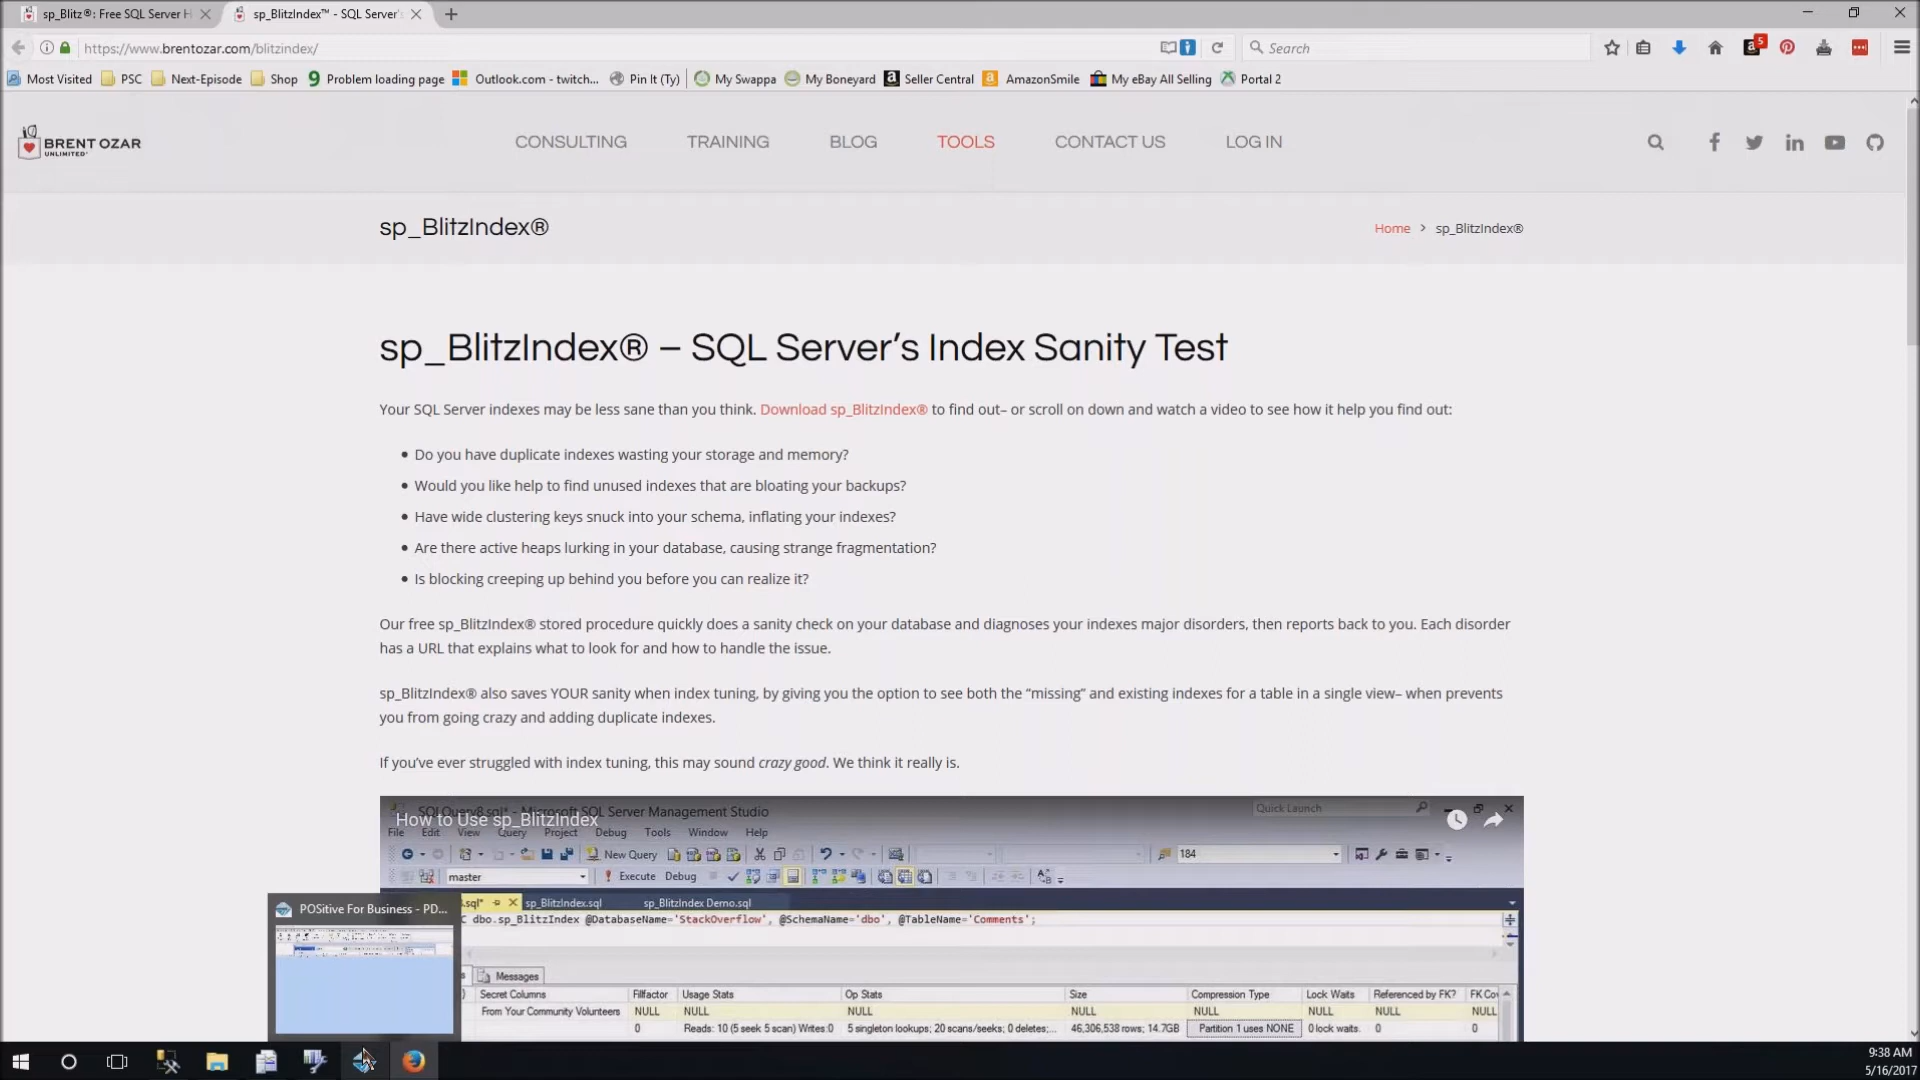 sp_Blitz®: Free SQL Server H
sp_BlitzIndex™ - SQL Server's
https://www.brentozar.com/blitzindex/
Search
5
Most Visited
PSC
Next-Episode
Shop
Problem loading page
Outlook.com - twitch...
Pin It (Ty)
My Swappa
My Boneyard
Seller Central
AmazonSmile
My eBay All Selling
Portal 2
BRENT OZAR
UNLIMITED
CONSULTING
TRAINING
BLOG
TOOLS
CONTACT US
LOG IN
sp_BlitzIndex®
Home > sp_BlitzIndex®
sp_BlitzIndex® – SQL Server’s Index Sanity Test
Your SQL Server indexes may be less sane than you think. Download sp_BlitzIndex® to find out– or scroll on down and watch a video to see how it help you find out:
• Do you have duplicate indexes wasting your storage and memory?
• Would you like help to find unused indexes that are bloating your backups?
• Have wide clustering keys snuck into your schema, inflating your indexes?
• Are there active heaps lurking in your database, causing strange fragmentation?
• Is blocking creeping up behind you before you can realize it?
Our free sp_BlitzIndex® stored procedure quickly does a sanity check on your database and diagnoses your indexes major disorders, then reports back to you. Each disorder
has a URL that explains what to look for and how to handle the issue.
sp_BlitzIndex® also saves YOUR sanity when index tuning, by giving you the option to see both the “missing” and existing indexes for a table in a single view– when prevents
you from going crazy and adding duplicate indexes.
If you’ve ever struggled with index tuning, this may sound crazy good. We think it really is.
SQLQuery8.sql* - Microsoft SQL Server Management Studio
How to Use sp_BlitzIndex
Quick Launch
File Edit View Query Project Debug Tools Window Help
New Query
184
master
Execute Debug
.sql*
sp_BlitzIndex.sql
sp_BlitzIndex Demo.sql
C dbo.sp_BlitzIndex @DatabaseName='StackOverflow', @SchemaName='dbo', @TableName='Comments';
Messages
Secret Columns Fillfactor Usage Stats Op Stats Size Compression Type Lock Waits Referenced by FK? FK Cov
From Your Community Volunteers NULL NULL NULL NULL NULL NULL NULL NULL
0 Reads: 10 (5 seek 5 scan) Writes:0 5 singleton lookups; 20 scans/seeks; 0 deletes;... 46,306,538 rows; 14.7GB Partition 1 uses NONE 0 lock waits. 0 0
POSitive For Business - PD...
9:38 AM
5/16/2017